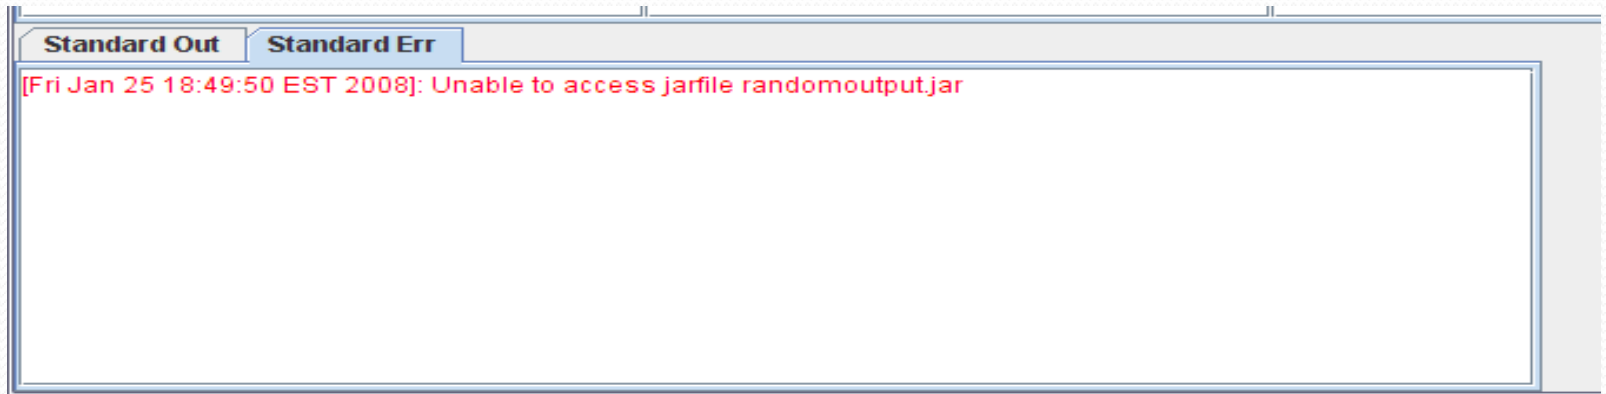 Standard Out Standard Err
[Fri Jan 25 18:49:50 EST 2008]: Unable to access jarfile randomoutput.jar